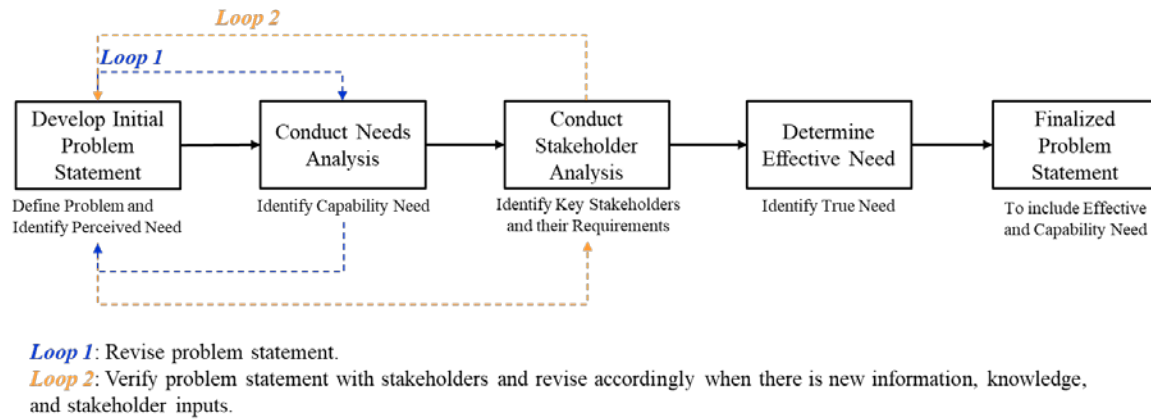 Loop 2
Loop 1
Develop Initial
Problem
Statement
Conduct Needs
Analysis
Conduct
Stakeholder
Analysis
Determine
Effective Need
Finalized
Problem
Statement
Define Problem and
Identify Perceived Need
Identify Capability Need
Identify Key Stakeholders
and their Requirements
Identify True Need
To include Effective
and Capability Need
Loop 1: Revise problem statement.
Loop 2: Verify problem statement with stakeholders and revise accordingly when there is new information, knowledge,
and stakeholder inputs.